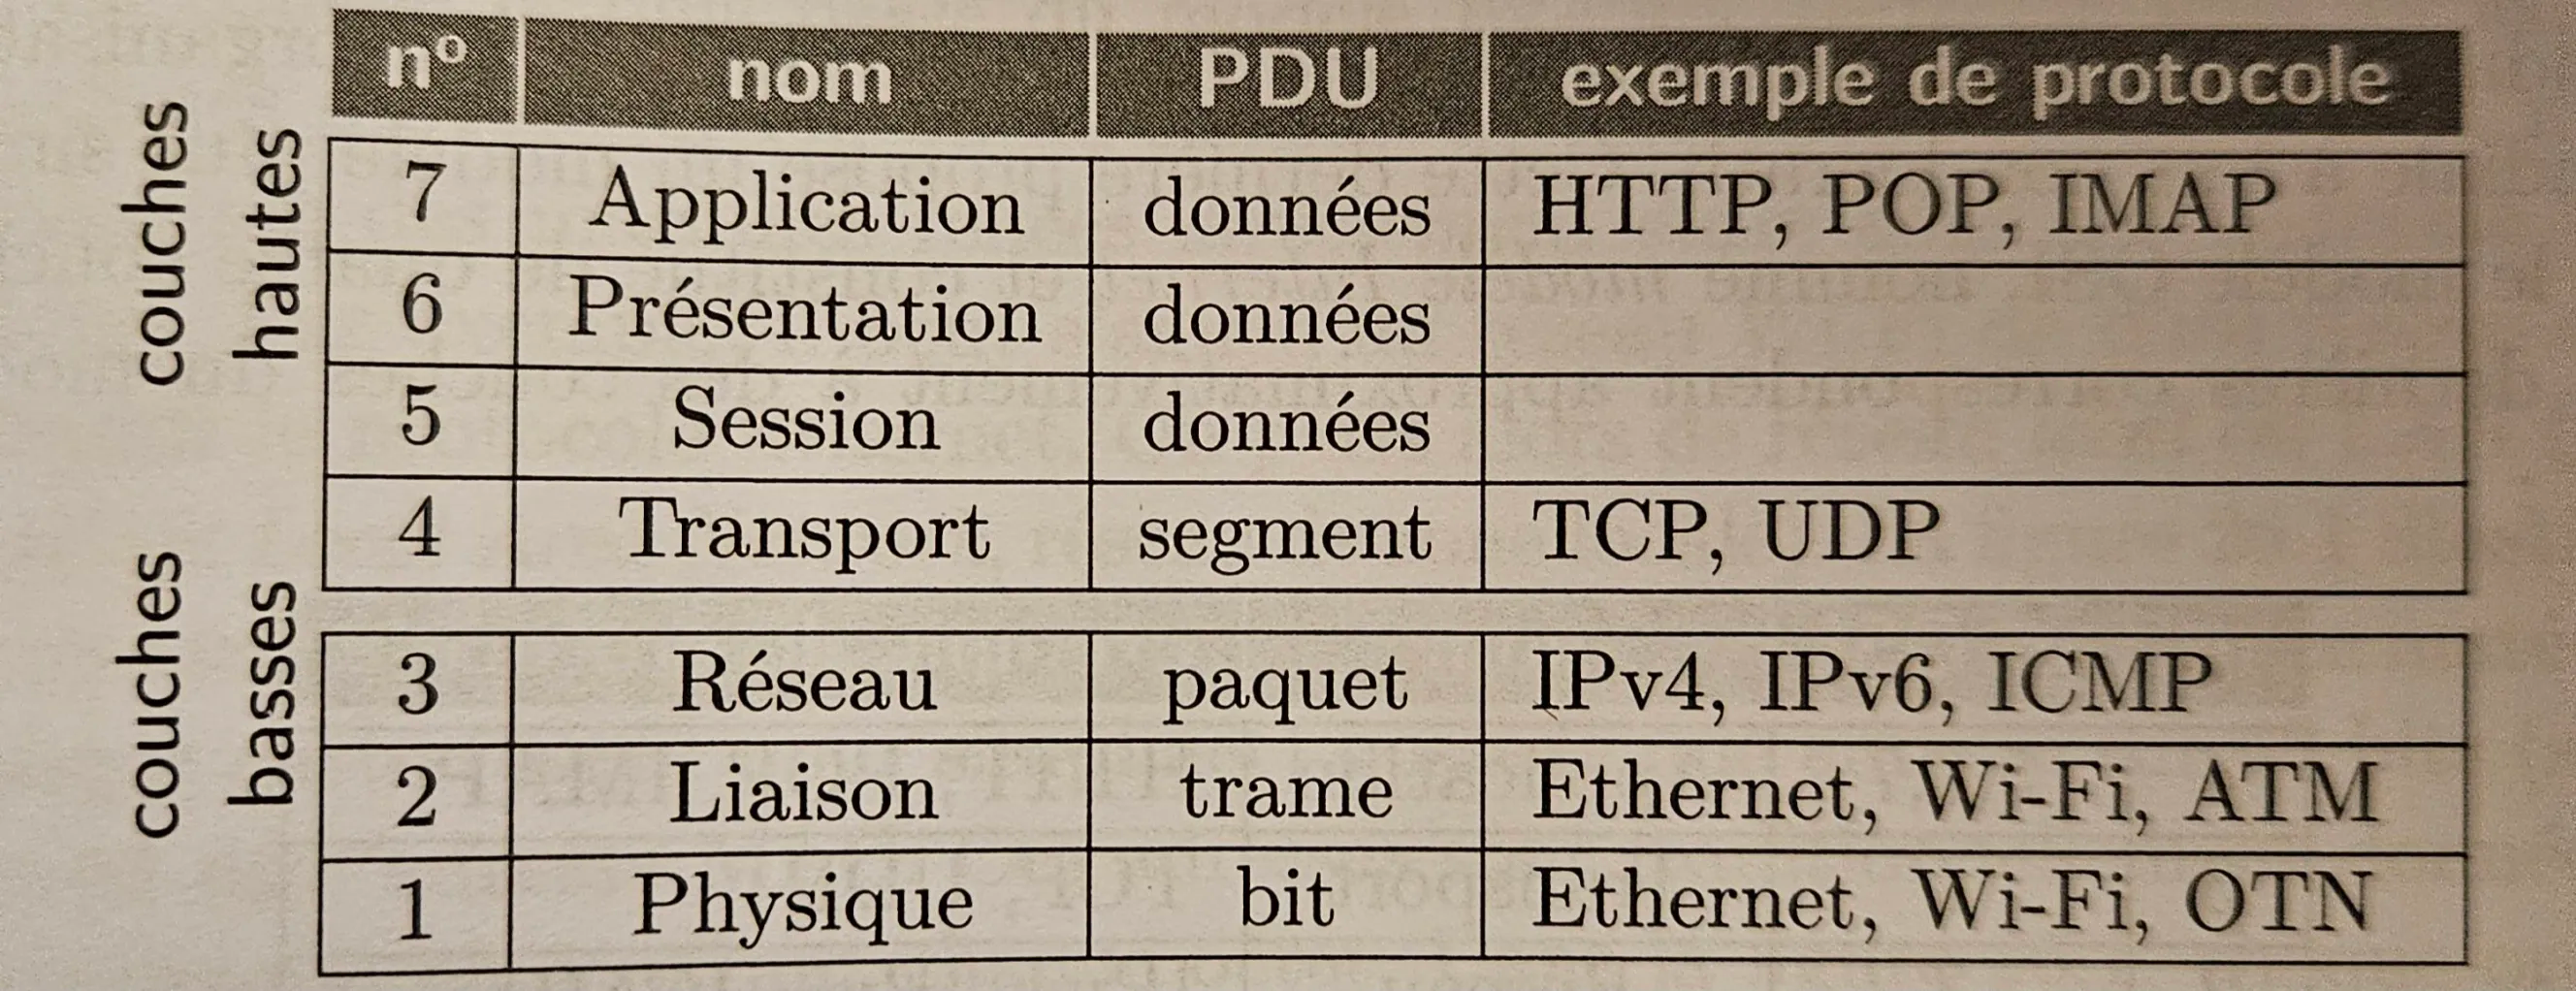 nº nom PDU exemple de protocole
couches hautes
7 Application données HTTP, POP, IMAP
6 Présentation données
5 Session données
4 Transport segment TCP, UDP
couches basses
3 Réseau paquet IPv4, IPv6, ICMP
2 Liaison trame Ethernet, Wi-Fi, ATM
1 Physique bit Ethernet, Wi-Fi, OTN